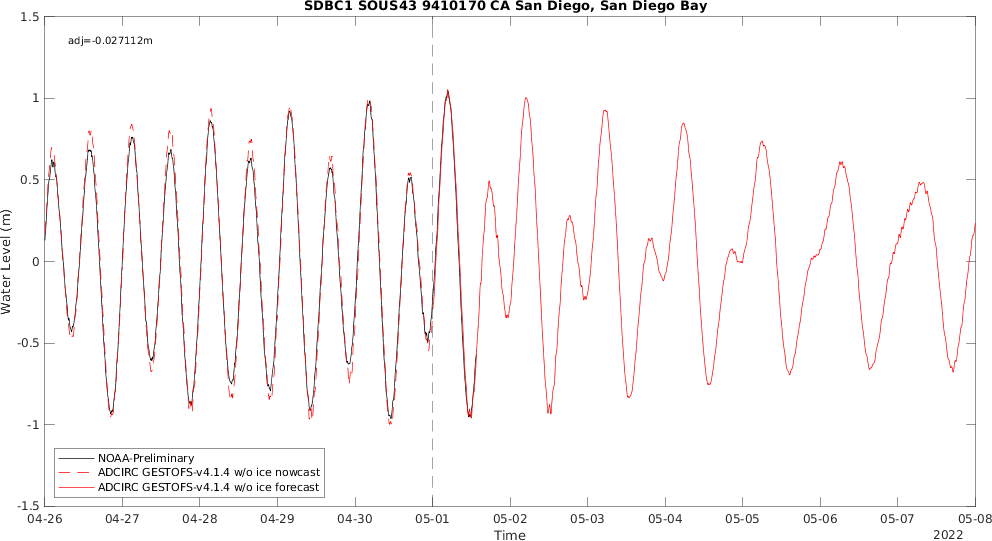 SDBC1 SOUS43 9410170 CA San Diego, San Diego Bay
1.5
adj=-0.027112m
1
0.5
0
-0.5
-1
-1.5
Water Level (m)
NOAA-Preliminary
ADCIRC GESTOFS-v4.1.4 w/o ice nowcast
ADCIRC GESTOFS-v4.1.4 w/o ice forecast
04-26 04-27 04-28 04-29 04-30 05-01 05-02 05-03 05-04 05-05 05-06 05-07 05-08
Time
2022